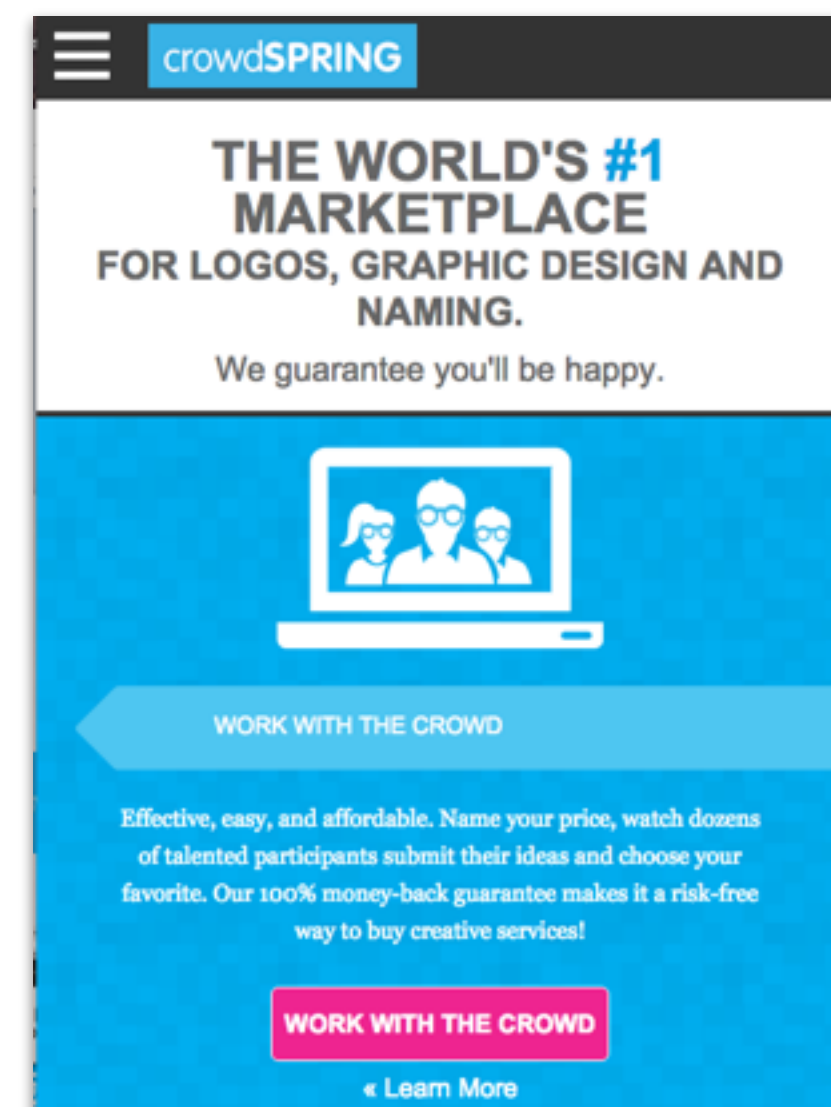 crowdSPRING
THE WORLD'S #1
MARKETPLACE
FOR LOGOS, GRAPHIC DESIGN AND
NAMING.
We guarantee you'll be happy.
WORK WITH THE CROWD
Effective, easy, and affordable. Name your price, watch dozens
of talented participants submit their ideas and choose your
favorite. Our 100% money-back guarantee makes it a risk-free
way to buy creative services!
WORK WITH THE CROWD
« Learn More